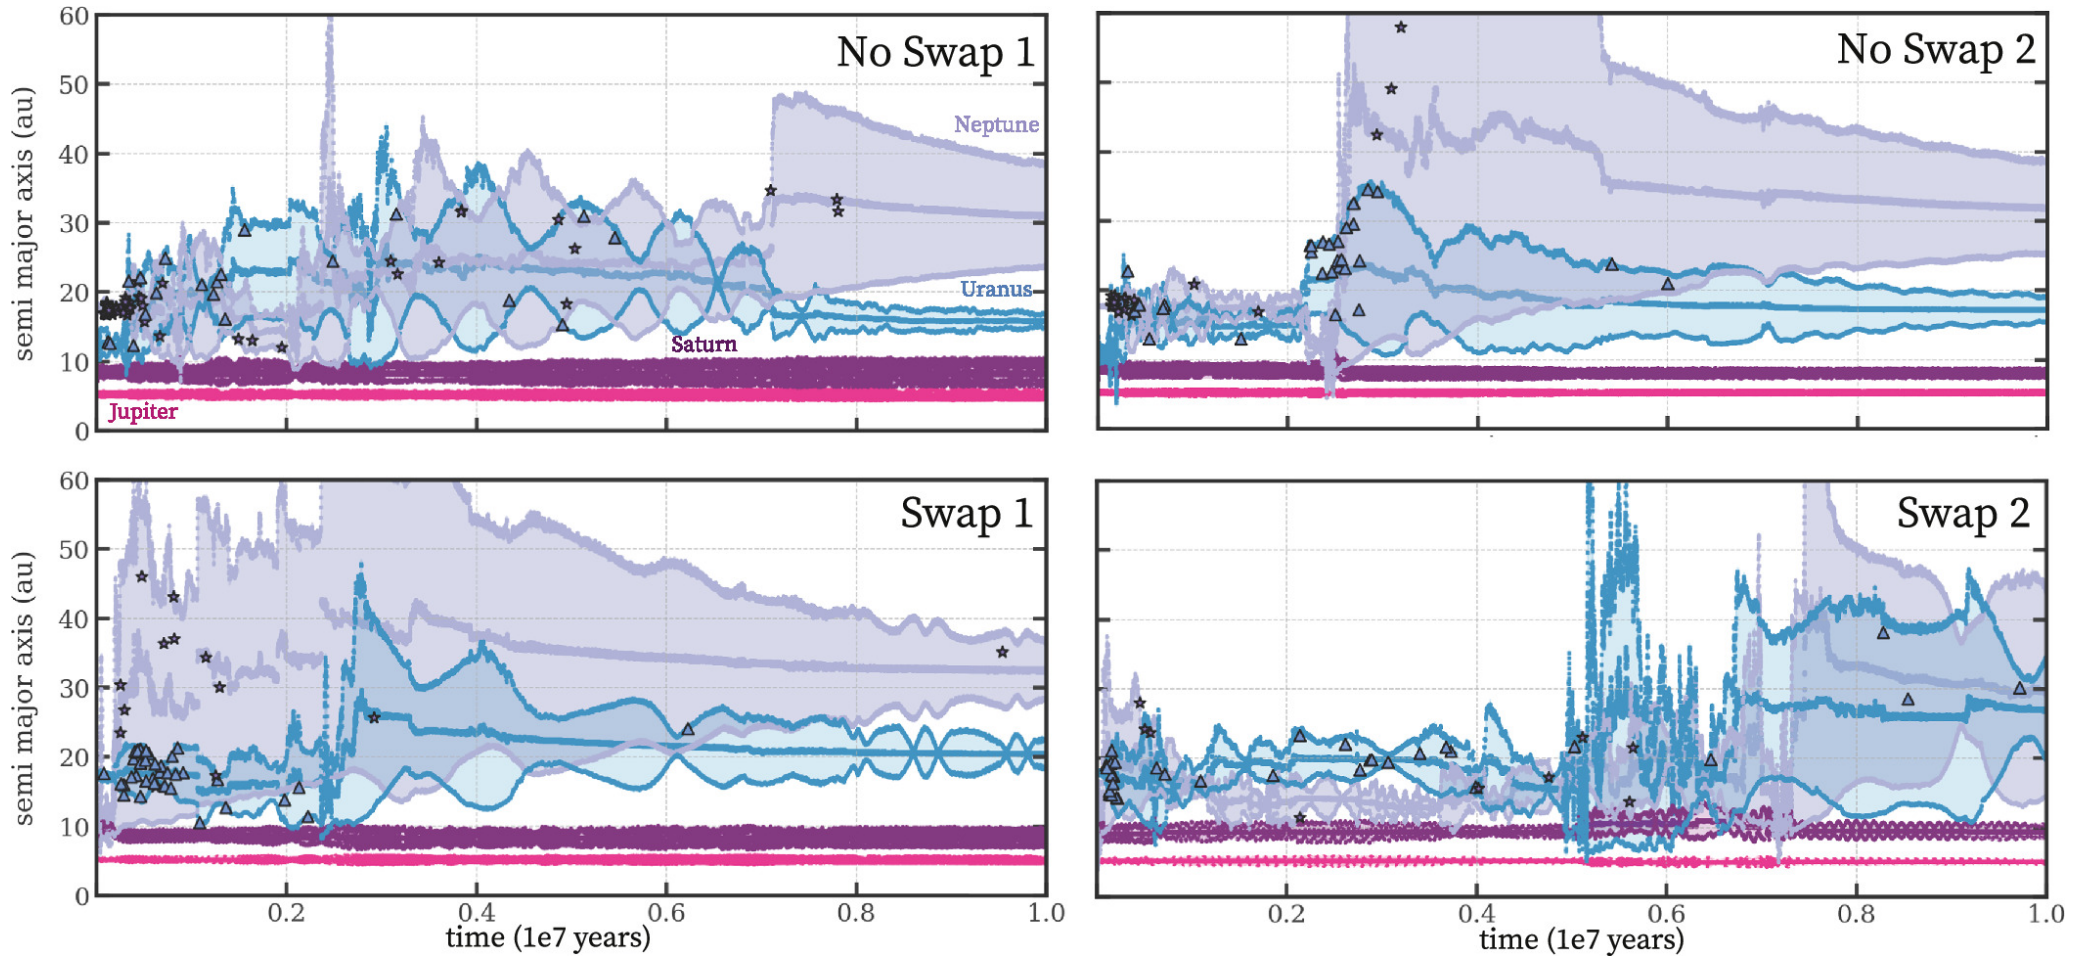 60
No Swap 1
No Swap 2
50
Neptune
40
semi major axis (au)
30
Uranus
20
Saturn
10
Jupiter
0
60
Swap 1
Swap 2
50
40
semi major axis (au)
30
20
10
0
0.2 0.4 0.6 0.8 1.0
0.2 0.4 0.6 0.8 1.0
time (1e7 years)
time (1e7 years)